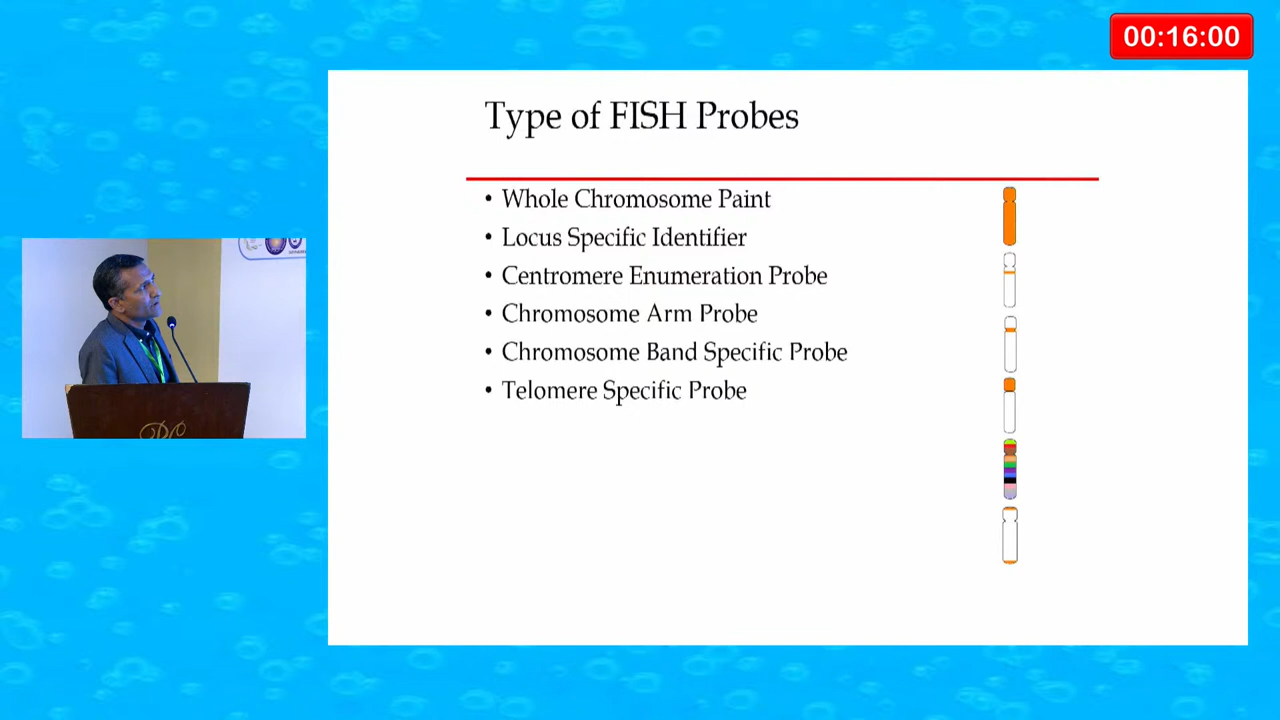 00:16:00
Type of FISH Probes
• Whole Chromosome Paint
• Locus Specific Identifier
• Centromere Enumeration Probe
• Chromosome Arm Probe
• Chromosome Band Specific Probe
• Telomere Specific Probe